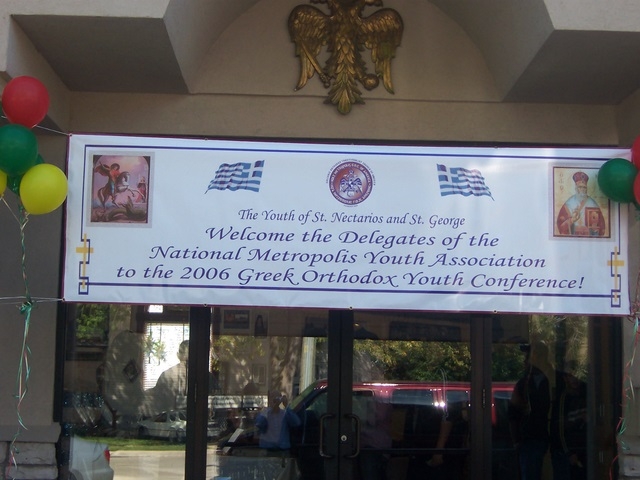 The Youth of St. Nectarios and St. George
Welcome the Delegates of the
National Metropolis Youth Association
to the 2006 Greek Orthodox Youth Conference!